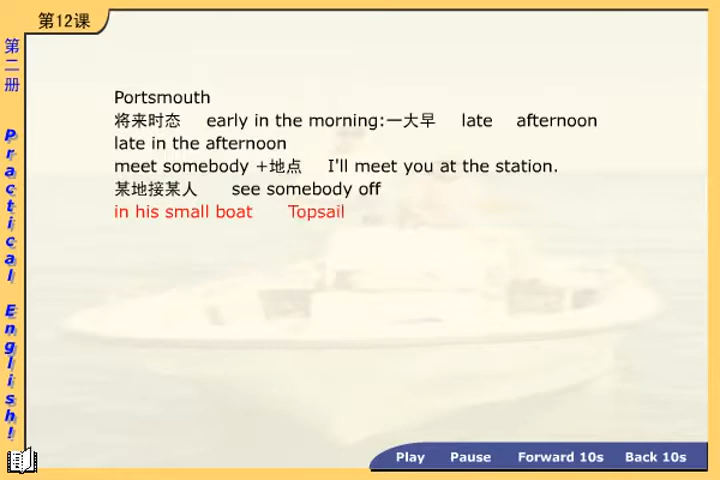 第12课
第二册
Practical English!
Portsmouth
将来时态 early in the morning:一大早 late afternoon
late in the afternoon
meet somebody +地点 I'll meet you at the station.
某地接某人 see somebody off
in his small boat Topsail
Play Pause Forward 10s Back 10s